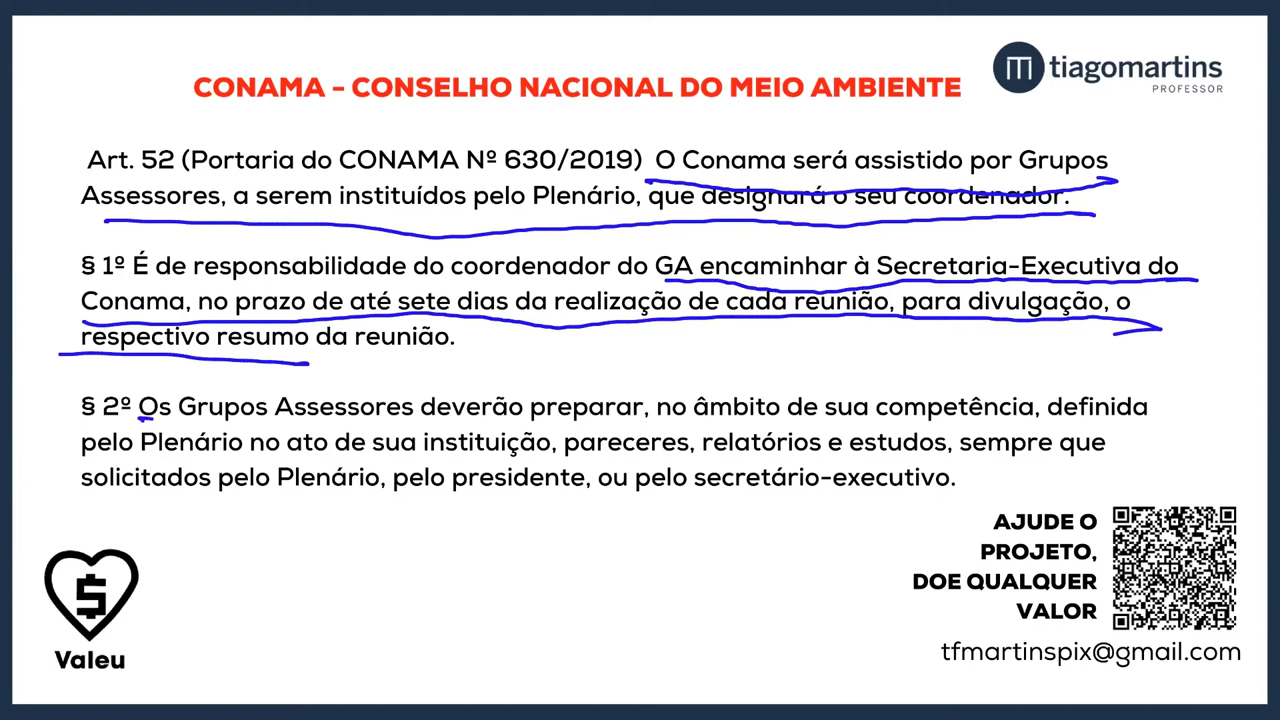 tiagomartins
PROFESSOR
CONAMA – CONSELHO NACIONAL DO MEIO AMBIENTE
Art. 52 (Portaria do CONAMA Nº 630/2019) O Conama será assistido por Grupos
Assessores, a serem instituídos pelo Plenário, que designará o seu coordenador.
§ 1º É de responsabilidade do coordenador do GA encaminhar à Secretaria-Executiva do
Conama, no prazo de até sete dias da realização de cada reunião, para divulgação, o
respectivo resumo da reunião.
§ 2º Os Grupos Assessores deverão preparar, no âmbito de sua competência, definida
pelo Plenário no ato de sua instituição, pareceres, relatórios e estudos, sempre que
solicitados pelo Plenário, pelo presidente, ou pelo secretário-executivo.
AJUDE O
PROJETO,
DOE QUALQUER
VALOR
tfmartinspix@gmail.com
$
Valeu